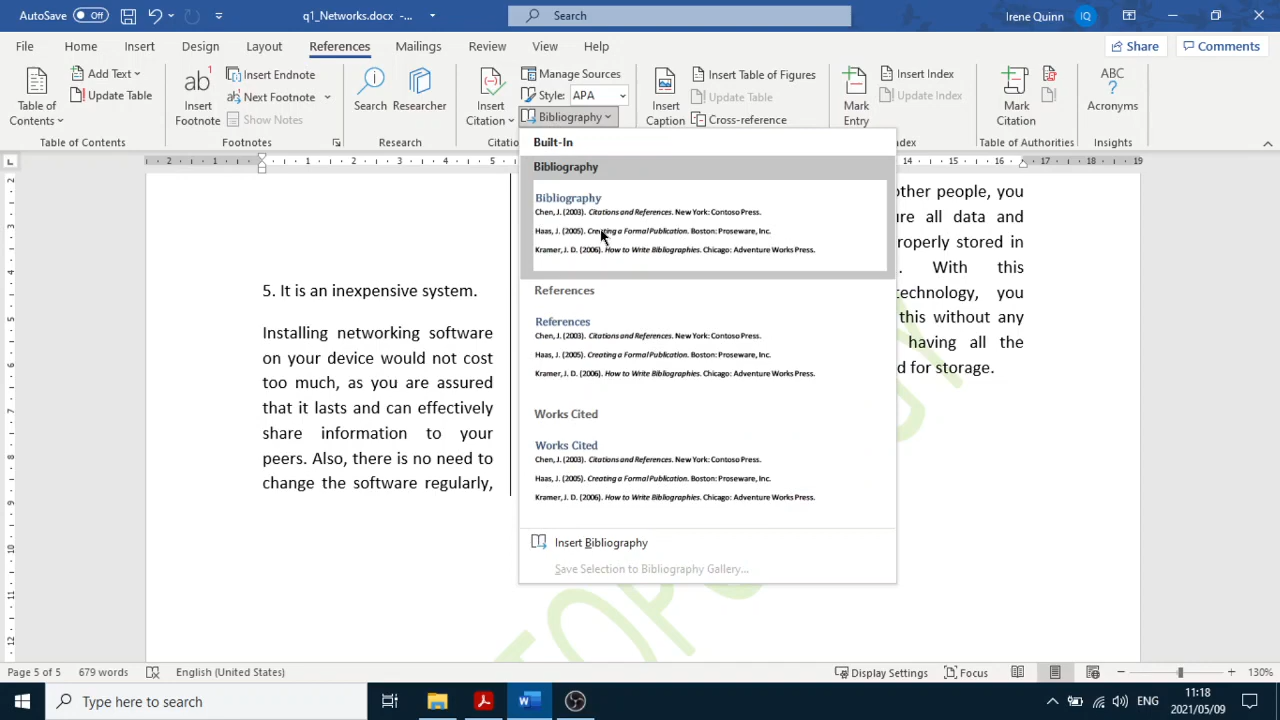 AutoSave Off q1_Networks.docx -... Search Irene Quinn IQ
File Home Insert Design Layout References Mailings Review View Help Share Comments
Table of Contents
Add Text
Update Table
Table of Contents
ab1
Insert Footnote
Insert Endnote
Next Footnote
Show Notes
Footnotes
Search
Researcher
Research
Insert Citation
Manage Sources
Style: APA
Bibliography
Citatio
Insert Caption
Insert Table of Figures
Update Table
Cross-reference
Mark Entry
Insert Index
Update Index
Mark Citation
ABC
?
Acronyms
Table of Authorities
Insights
Built-In
Bibliography
Bibliography
Chen, J. (2003). Citations and References. New York: Contoso Press.
Haas, J. (2005). Creating a Formal Publication. Boston: Proseware, Inc.
Kramer, J. D. (2006). How to Write Bibliographies. Chicago: Adventure Works Press.
References
References
Chen, J. (2003). Citations and References. New York: Contoso Press.
Haas, J. (2005). Creating a Formal Publication. Boston: Proseware, Inc.
Kramer, J. D. (2006). How to Write Bibliographies. Chicago: Adventure Works Press.
Works Cited
Works Cited
Chen, J. (2003). Citations and References. New York: Contoso Press.
Haas, J. (2005). Creating a Formal Publication. Boston: Proseware, Inc.
Kramer, J. D. (2006). How to Write Bibliographies. Chicago: Adventure Works Press.
Insert Bibliography
Save Selection to Bibliography Gallery...
5. It is an inexpensive system.
Installing networking software
on your device would not cost
too much, as you are assured
that it lasts and can effectively
share information to your
peers. Also, there is no need to
change the software regularly,
other people, you
re all data and
roperly stored in
. With this
echnology, you
this without any
having all the
d for storage.
Page 5 of 5 679 words English (United States) Display Settings Focus 130%
Type here to search ENG 11:18
2021/05/09